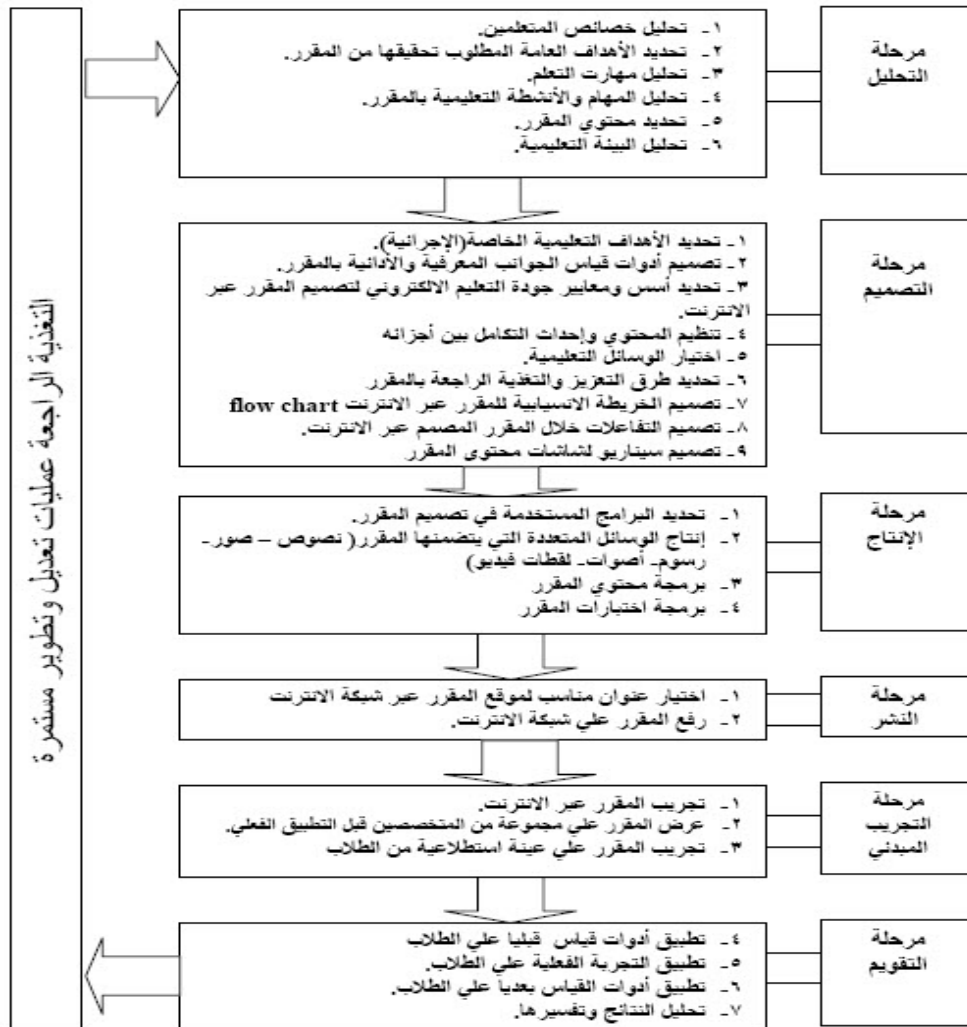 مرحلة
التحليل
١- تحليل خصائص المتعلمين.
٢- تحديد الأهداف العامة المطلوب تحقيقها من المقرر.
٣- تحليل مهارت التعلم.
٤- تحليل المهام والأنشطة التعليمية بالمقرر.
٥- تحديد محتوي المقرر.
٦- تحليل البيئة التعليمية.
مرحلة
التصميم
١- تحديد الأهداف التعليمية الخاصة(الإجرائية).
٢- تصميم أدوات قياس الجوانب المعرفية والأدائية بالمقرر.
٣- تحديد أسس ومعايير جودة التعليم الالكتروني لتصميم المقرر عبر
الانترنت.
٤- تنظيم المحتوي وإحداث التكامل بين أجزائه
٥- اختيار الوسائل التعليمية.
٦- تحديد طرق التعزيز والتغذية الراجعة بالمقرر
٧- تصميم الخريطة الانسيابية للمقرر عبر الانترنت flow chart
٨- تصميم التفاعلات خلال المقرر المصمم عبر الانترنت.
٩- تصميم سيناريو لشاشات محتوى المقرر
مرحلة
الإنتاج
١- تحديد البرامج المستخدمة في تصميم المقرر.
٢- إنتاج الوسائل المتعددة التي يتضمنها المقرر( نصوص – صور-
رسوم- أصوات- لقطات فيديو)
٣- برمجة محتوي المقرر
٤- برمجة اختبارات المقرر
مرحلة
النشر
١- اختيار عنوان مناسب لموقع المقرر عبر شبكة الانترنت
٢- رفع المقرر علي شبكة الانترنت.
مرحلة
التجريب
المبدئي
١- تجريب المقرر عبر الانترنت.
٢- عرض المقرر علي مجموعة من المتخصصين قبل التطبيق الفعلي.
٣- تجريب المقرر علي عينة استطلاعية من الطلاب
مرحلة
التقويم
٤- تطبيق أدوات قياس قبليا علي الطلاب
٥- تطبيق التجربة الفعلية علي الطلاب.
٦- تطبيق أدوات القياس بعديا علي الطلاب.
٧- تحليل النتائج وتفسيرها.
التغذية الراجعة عمليات تعديل وتطوير مستمرة